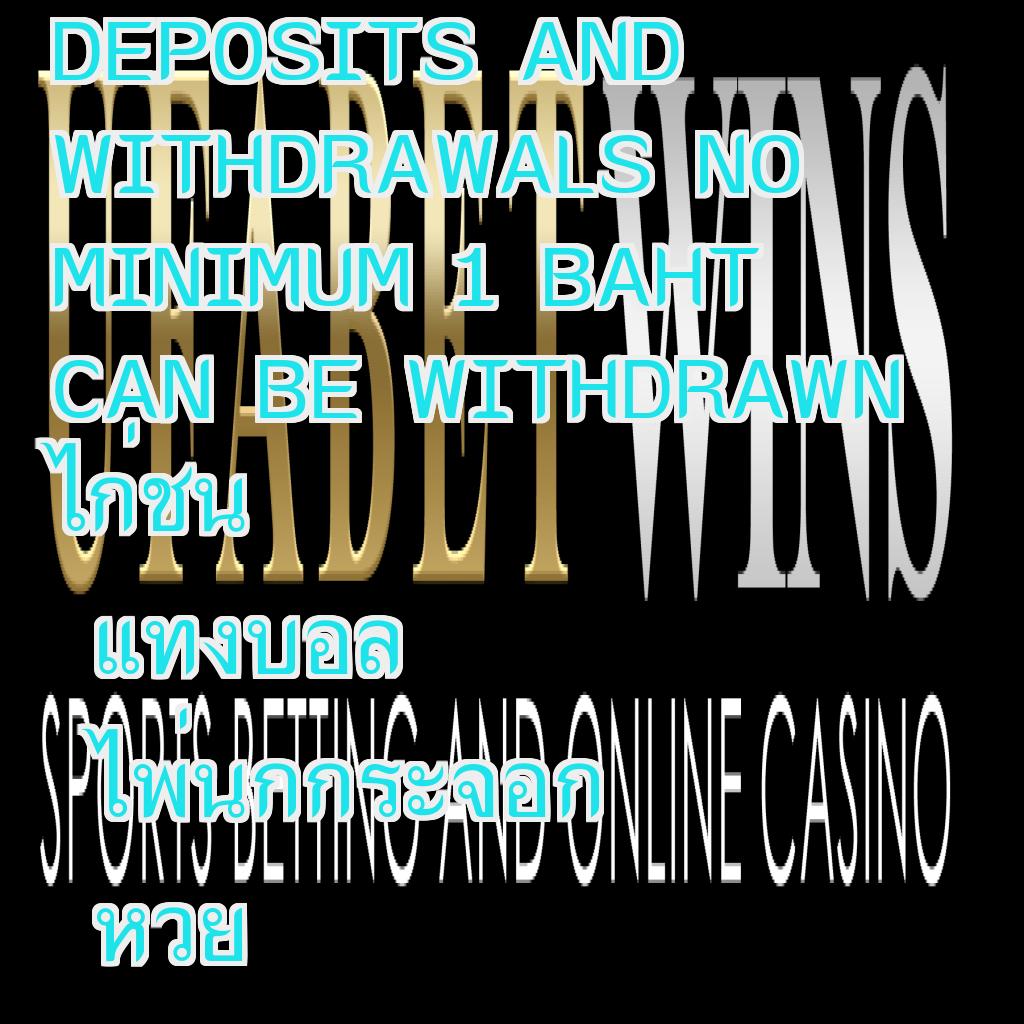 DEPOSITS AND
UFABET WINS
WITHDRAWALS NO
MINIMUM 1 BAHT
CAN BE WITHDRAWN
ไก่ชน
แทงบอล
SPORTS BETTING AND ONLINE CASINO
ไพ่นกกระจอก
หวย